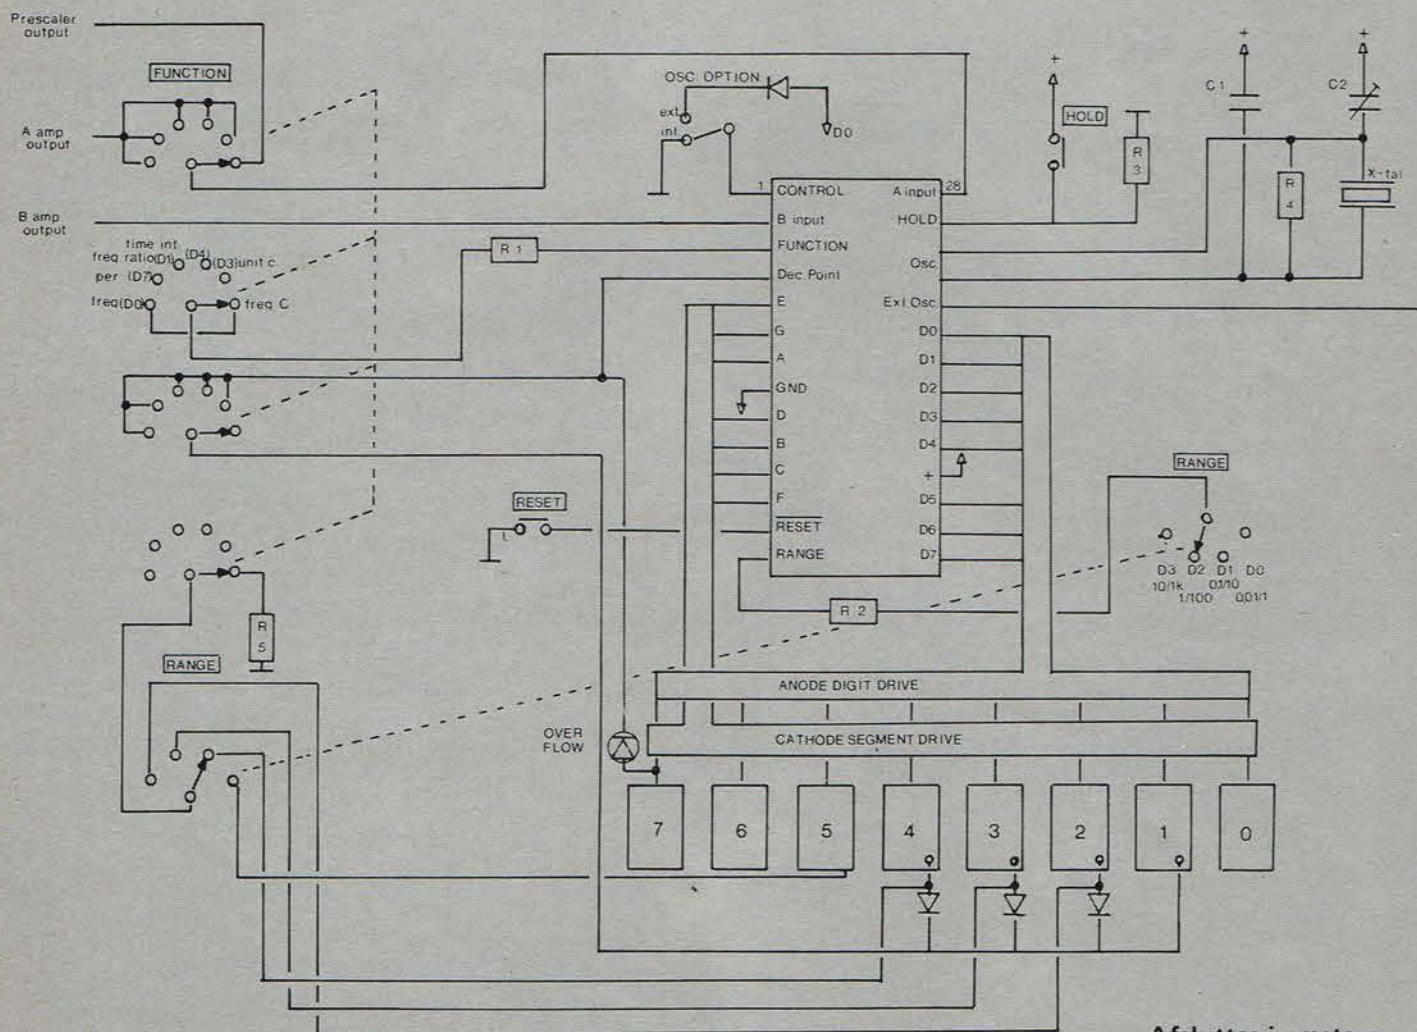 Prescaler
output
FUNCTION
A amp
output
B amp
output
time int
freq ratio(D1) (D4) (D3)unit c
per (D7)
freq(D0) freq C
OSC. OPTION
ext.
int.
D0
HOLD
R
3
C1
C2
R
4
X-tal
R 1
1 CONTROL
B input
FUNCTION
Dec. Point
E
G
A
GND
D
B
C
F
RESET
RANGE
A input 28
HOLD
Osc.
Ext. Osc
D0
D1
D2
D3
D4
+
D5
D6
D7
RESET
R 2
RANGE
D3 D2 D1 D0
10/1k 0,1/10
1/100 0,01/1
R
5
RANGE
ANODE DIGIT DRIVE
CATHODE SEGMENT DRIVE
OVER
FLOW
7 6 5 4 3 2 1 0